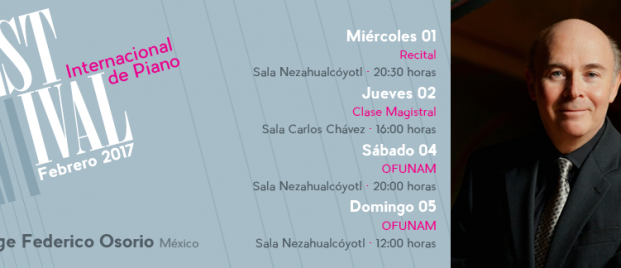 EST
IVAL
Internacional
de Piano
Febrero 2017
ge Federico Osorio México
Miércoles 01
Recital
Sala Nezahualcóyotl · 20:30 horas
Jueves 02
Clase Magistral
Sala Carlos Chávez · 16:00 horas
Sábado 04
OFUNAM
Sala Nezahualcóyotl · 20:00 horas
Domingo 05
OFUNAM
Sala Nezahualcóyotl · 12:00 horas